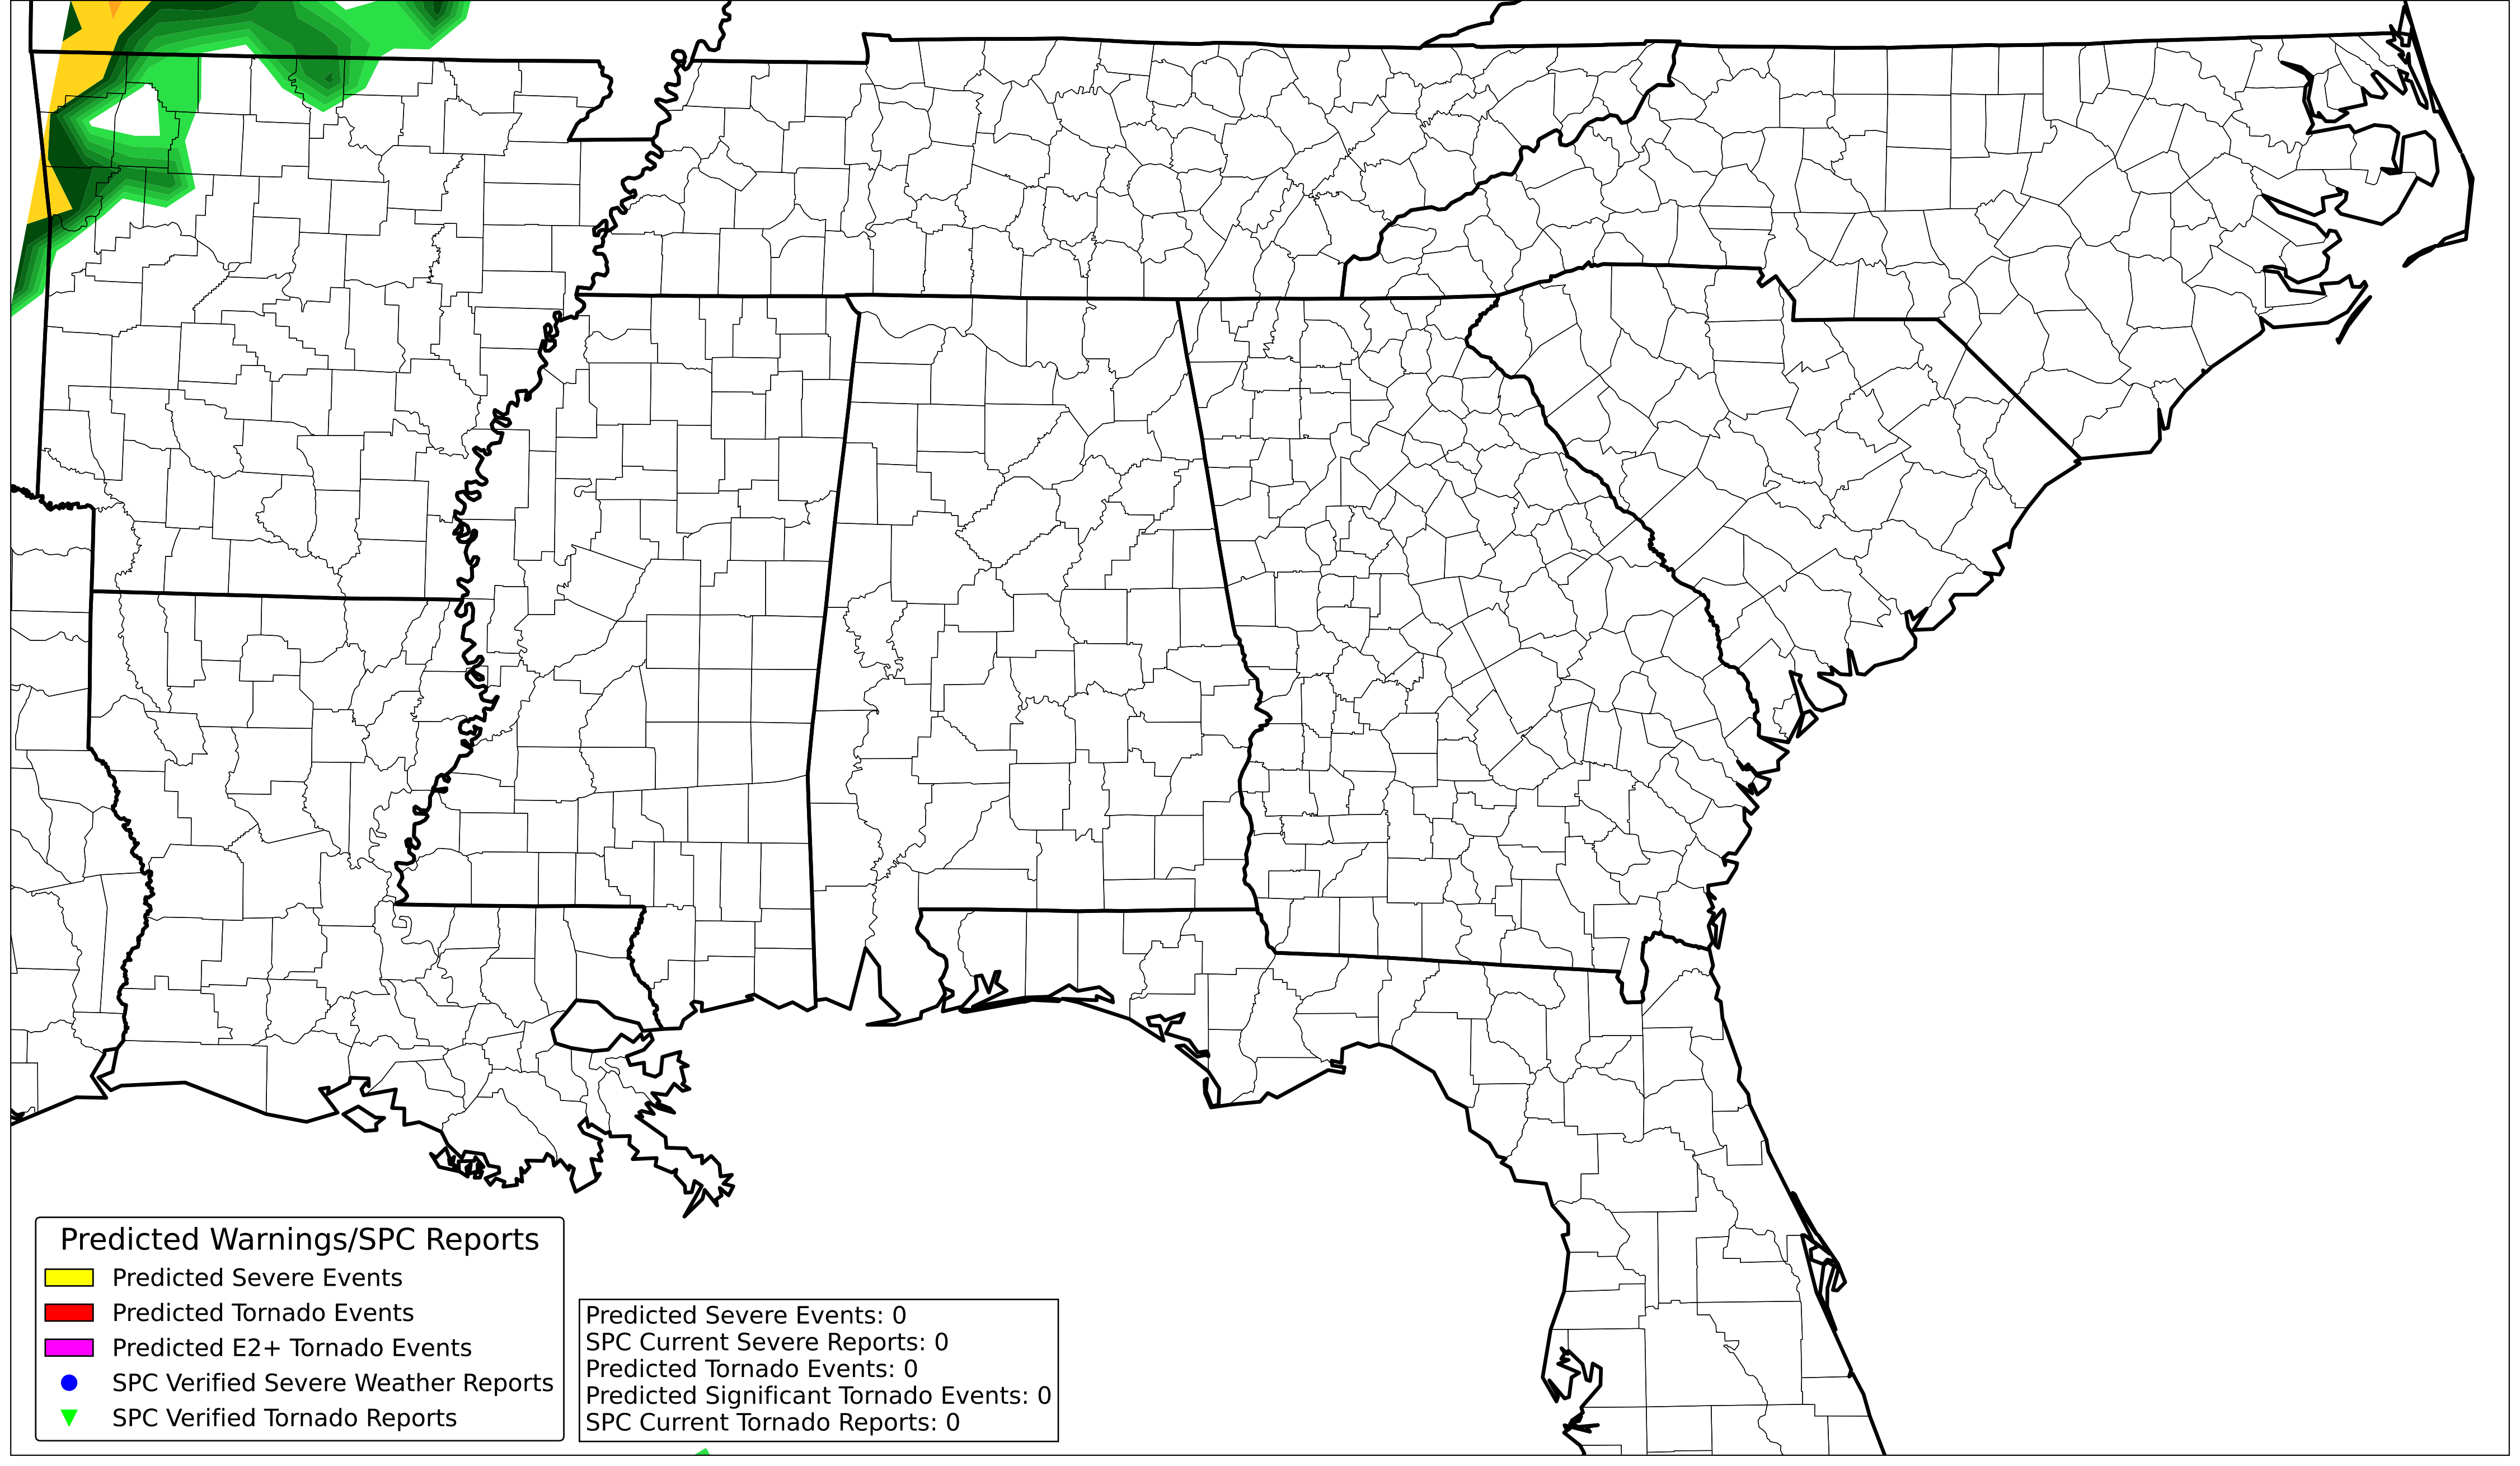 Predicted Warnings/SPC Reports
Predicted Severe Events
Predicted Tornado Events
Predicted E2+ Tornado Events
SPC Verified Severe Weather Reports
SPC Verified Tornado Reports
Predicted Severe Events: 0
SPC Current Severe Reports: 0
Predicted Tornado Events: 0
Predicted Significant Tornado Events: 0
SPC Current Tornado Reports: 0